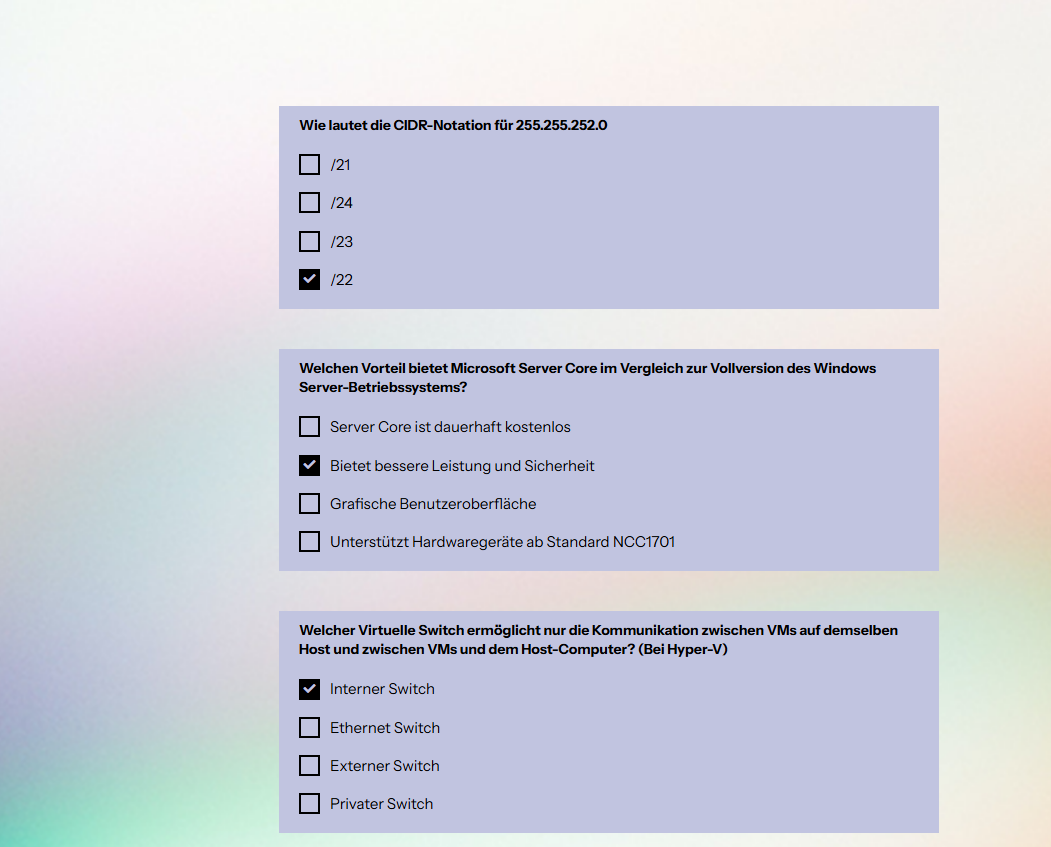 Wie lautet die CIDR-Notation für 255.255.252.0
/21
/24
/23
/22
Welchen Vorteil bietet Microsoft Server Core im Vergleich zur Vollversion des Windows
Server-Betriebssystems?
Server Core ist dauerhaft kostenlos
Bietet bessere Leistung und Sicherheit
Grafische Benutzeroberfläche
Unterstützt Hardwaregeräte ab Standard NCC1701
Welcher Virtuelle Switch ermöglicht nur die Kommunikation zwischen VMs auf demselben
Host und zwischen VMs und dem Host-Computer? (Bei Hyper-V)
Interner Switch
Ethernet Switch
Externer Switch
Privater Switch